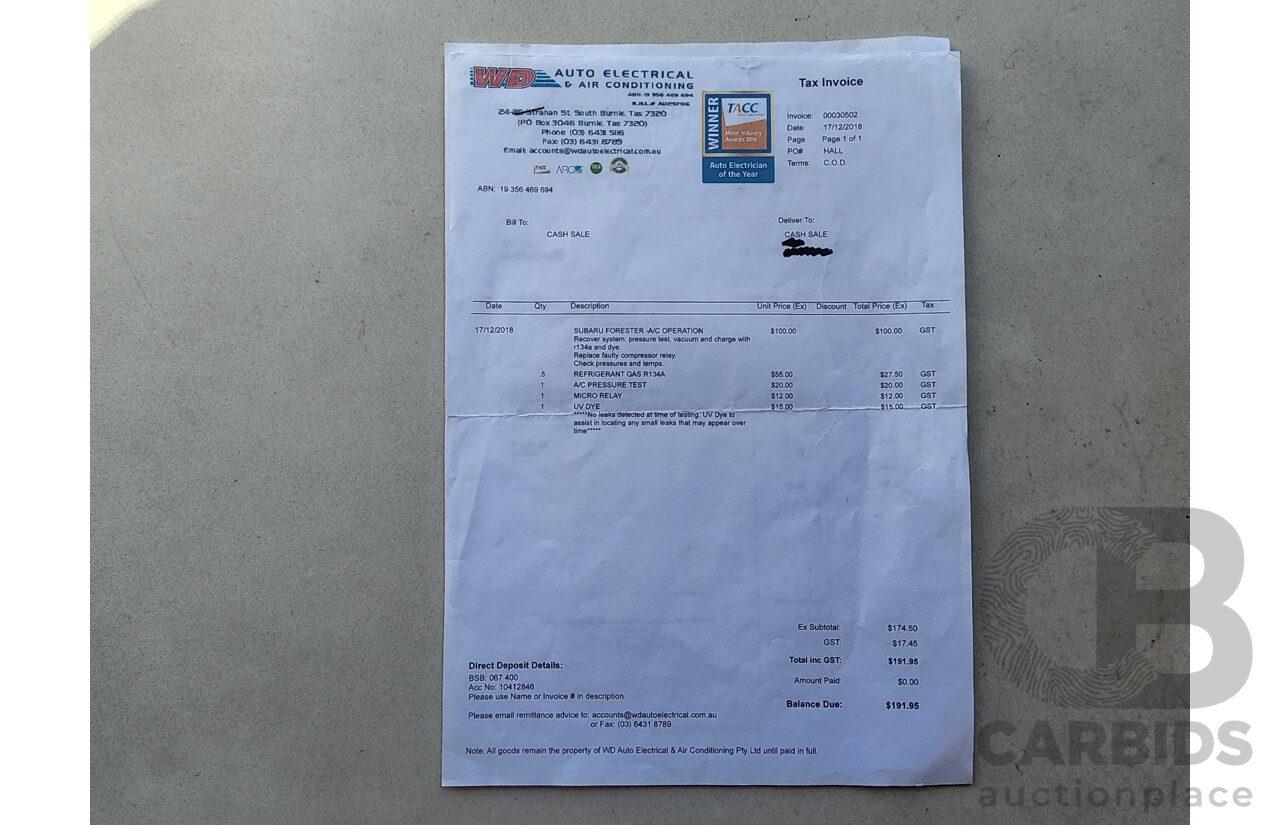 WD AUTO ELECTRICAL
& AIR CONDITIONING
ABN: 19 356 469 694
R.H.L.# AU25706
24-26 Strahan St. South Burnie. Tas 7320
(PO Box 3046 Burnie. Tas 7320)
Phone (03) 6431 5116
Fax: (03) 6431 8789
Email: accounts@wdautoelectrical.com.au
ARC
ABN: 19 356 469 694
WINNER
TACC
Motor Industry
Awards 2014
Auto Electrician
of the Year
Tax Invoice
Invoice: 00030502
Date: 17/12/2018
Page Page 1 of 1
PO# HALL
Terms: C.O.D.
Bill To:
CASH SALE
Deliver To:
CASH SALE
Date Qty Description Unit Price (Ex) Discount Total Price (Ex) Tax
17/12/2018 SUBARU FORESTER -A/C OPERATION $100.00 $100.00 GST
Recover system, pressure test, vacuum and charge with
r134a and dye.
Replace faulty compressor relay.
Check pressures and temps.
.5 REFRIGERANT GAS R134A $55.00 $27.50 GST
1 A/C PRESSURE TEST $20.00 $20.00 GST
1 MICRO RELAY $12.00 $12.00 GST
1 UV DYE $15.00 $15.00 GST
*****No leaks detected at time of testing. UV Dye to
assist in locating any small leaks that may appear over
time*****
Ex Subtotal: $174.50
GST: $17.45
Total inc GST: $191.95
Amount Paid: $0.00
Balance Due: $191.95
Direct Deposit Details:
BSB: 067 400
Acc No: 10412846
Please use Name or Invoice # in description.
Please email remittance advice to: accounts@wdautoelectrical.com.au
or Fax: (03) 6431 8789
Note: All goods remain the property of WD Auto Electrical & Air Conditioning Pty Ltd until paid in full.
CB
CARBIDS
auctionplace